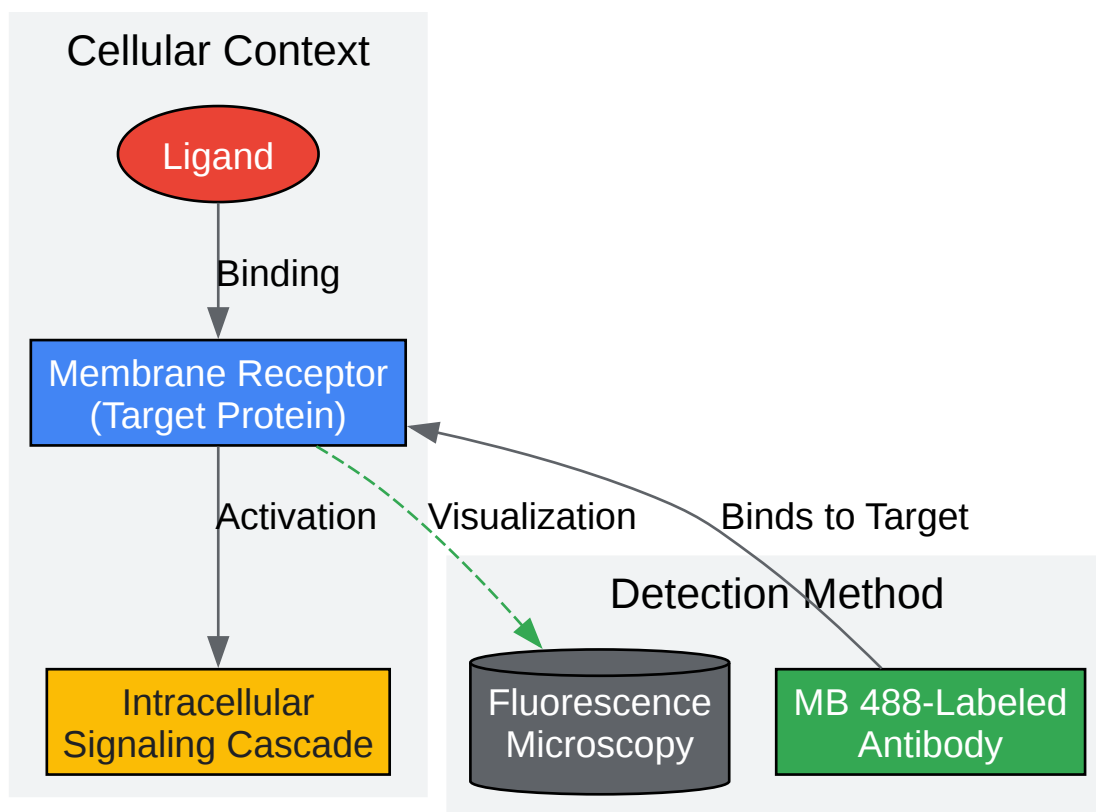 Cellular Context
Ligand
Binding
Membrane Receptor
(Target Protein)
Activation
Visualization
Binds to Target
Detection Method
Intracellular
Signaling Cascade
Fluorescence
Microscopy
MB 488-Labeled
Antibody